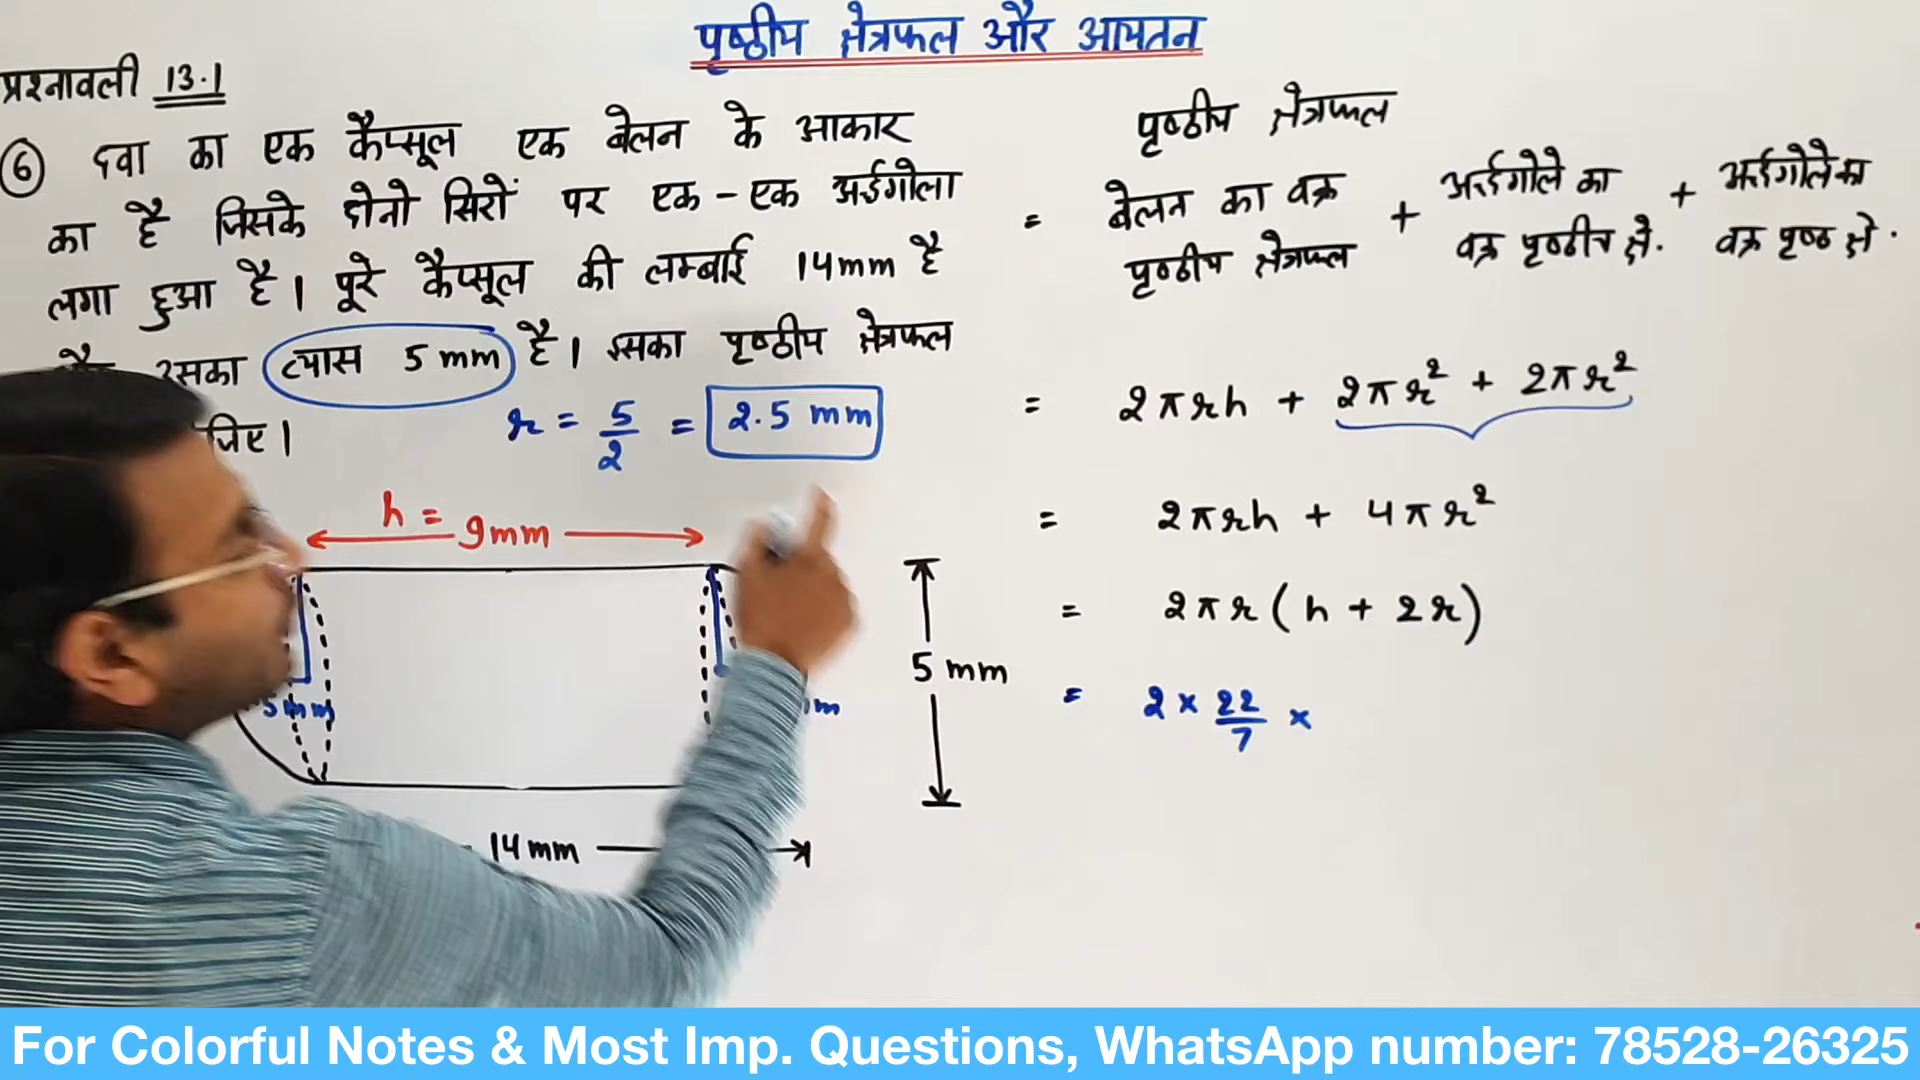 पृष्ठीय क्षेत्रफल और आयतन
प्रश्नावली 13.1
⑥ दवा का एक कैप्सूल एक बेलन के आकार
का है जिसके दोनो सिरों पर एक-एक अर्द्धगोला
लगा हुआ है। पूरे कैप्सूल की लम्बाई 14mm है
उसका व्यास 5 mm है। इसका पृष्ठीय क्षेत्रफल
r = 5/2 = 2.5 mm
h = 9mm
5 mm
14mm
पृष्ठीय क्षेत्रफल
= बेलन का वक्र पृष्ठीय क्षेत्रफल + अर्द्धगोले का वक्र पृष्ठीय क्षे. + अर्द्धगोले का वक्र पृष्ठ क्षे.
= 2πrh + 2πr² + 2πr²
= 2πrh + 4πr²
= 2πr(h + 2r)
= 2 × 22/7 ×
For Colorful Notes & Most Imp. Questions, WhatsApp number: 78528-26325